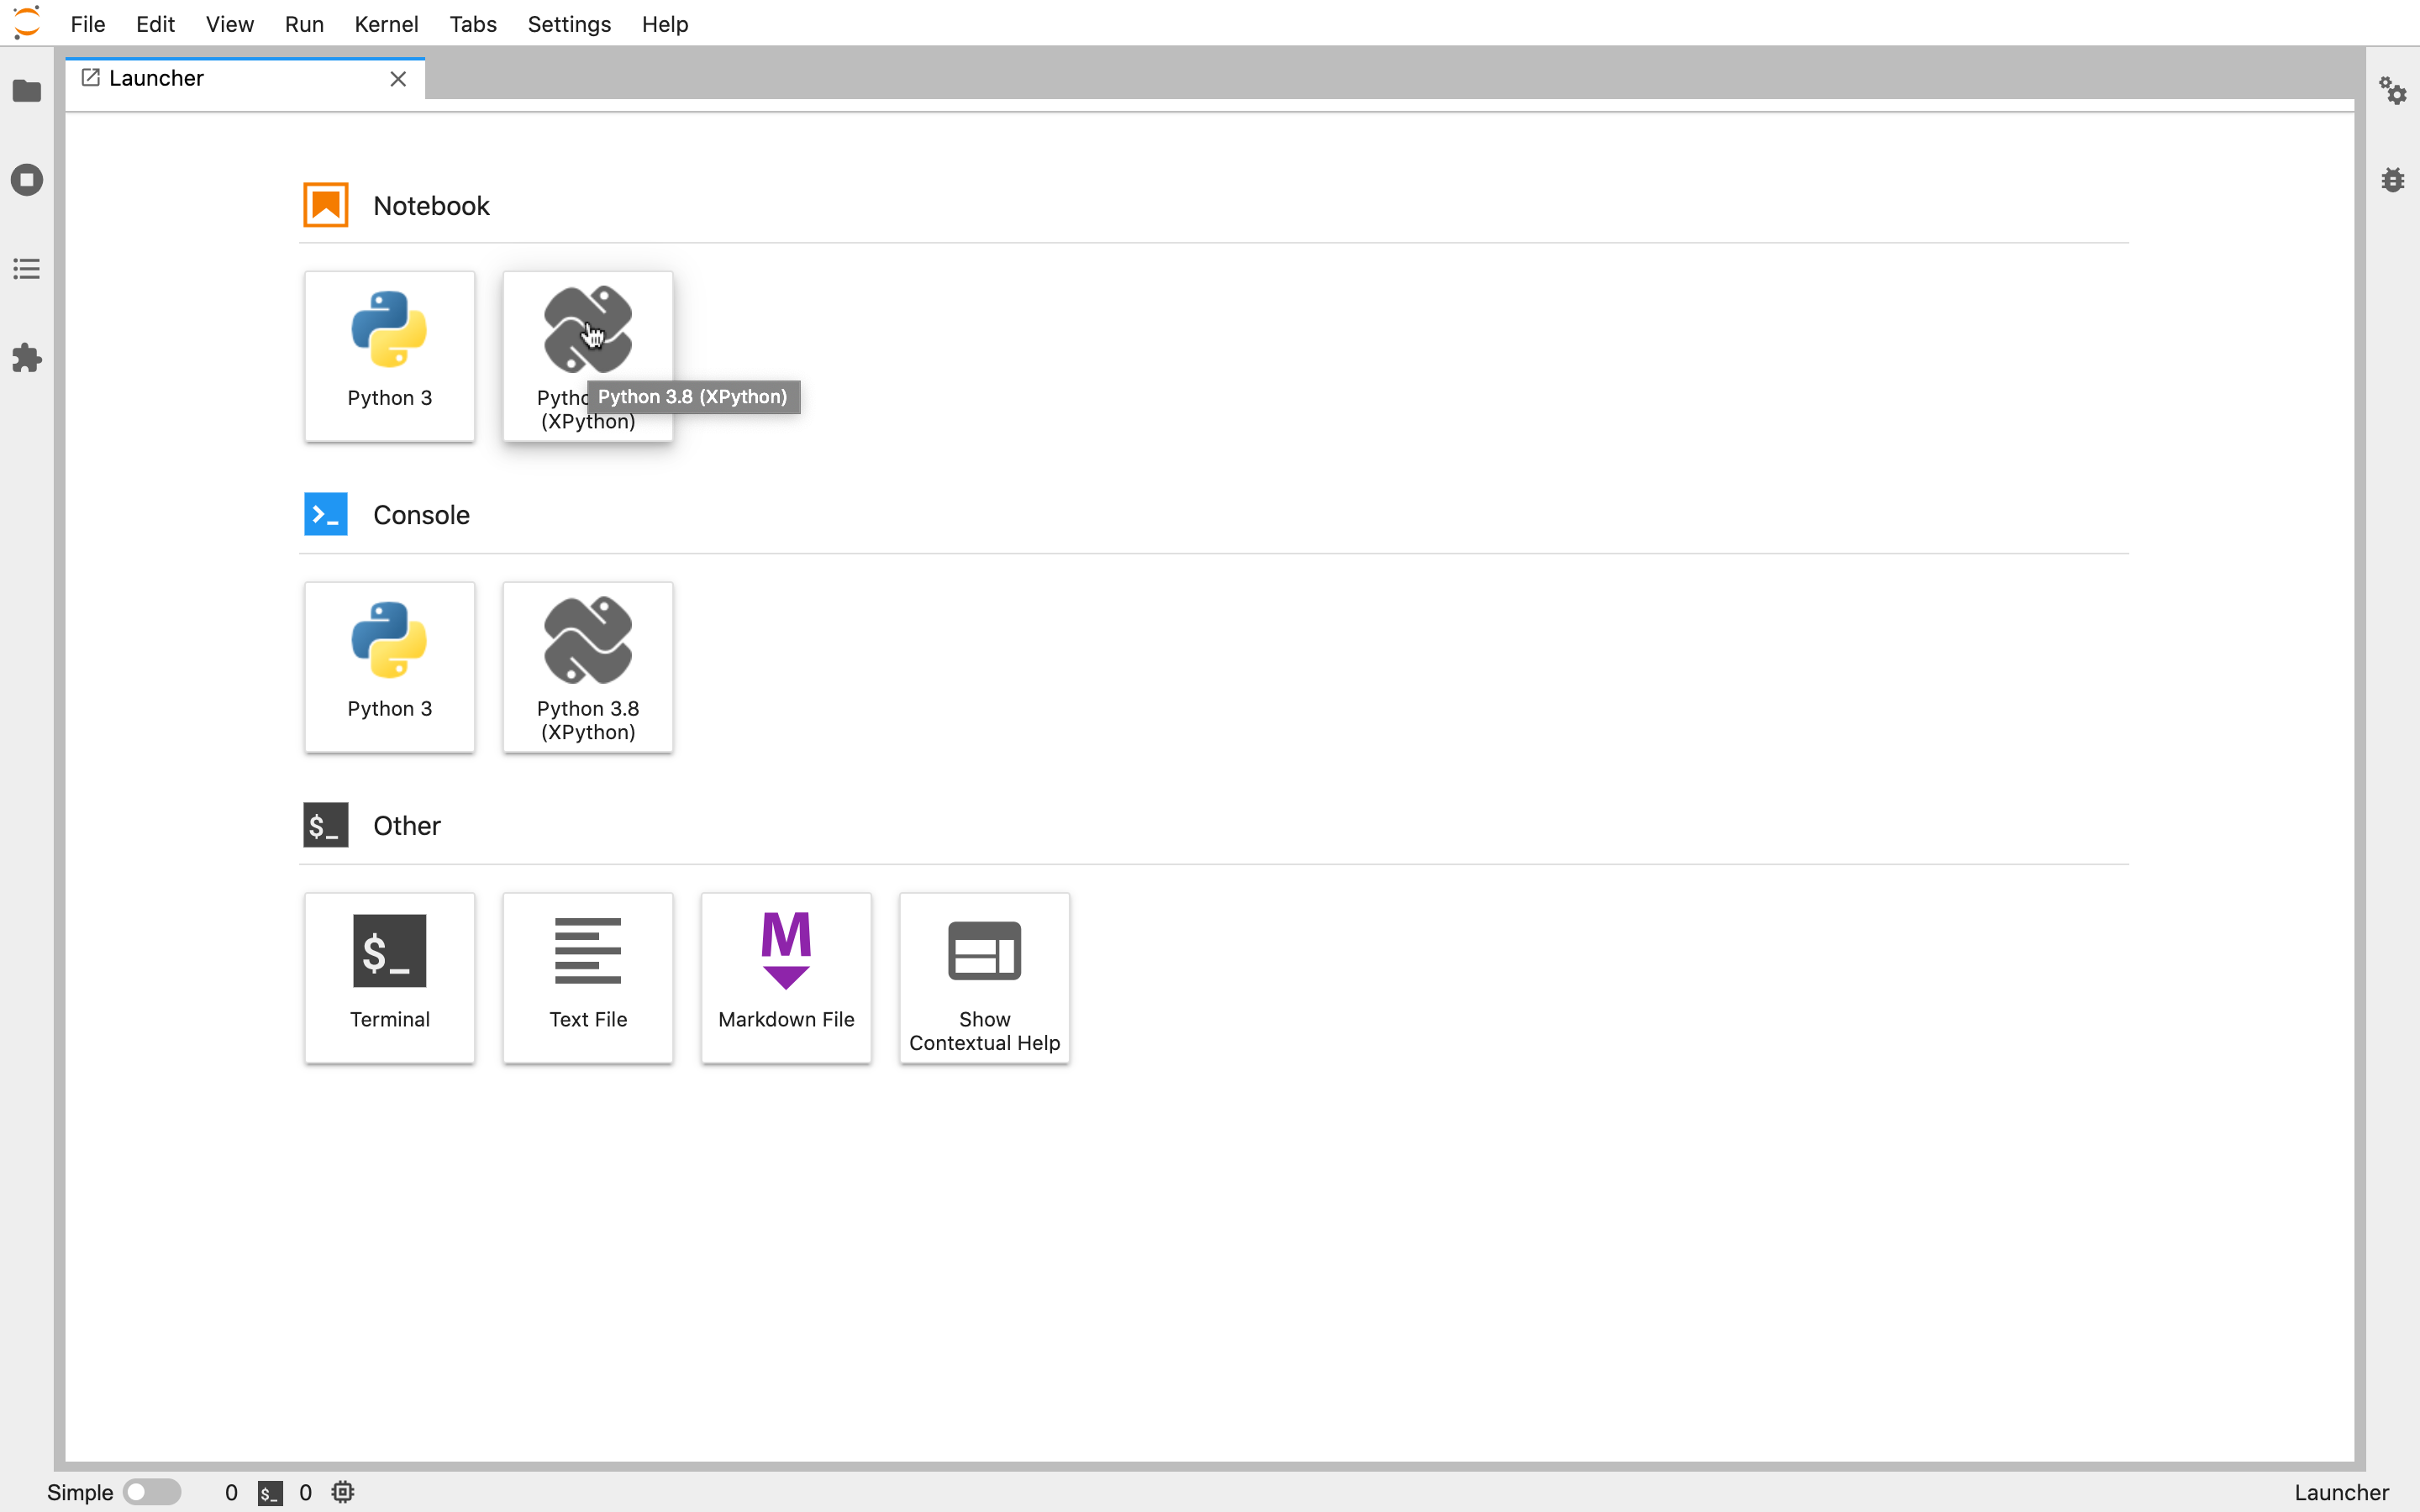 File Edit View Run Kernel Tabs Settings Help
Launcher
Notebook
Python 3
Pytho
(XPython)
Python 3.8 (XPython)
>_ Console
Python 3
Python 3.8
(XPython)
$_ Other
$_
Terminal
Text File
M
Markdown File
Show
Contextual Help
Simple 0 $_ 0
Launcher